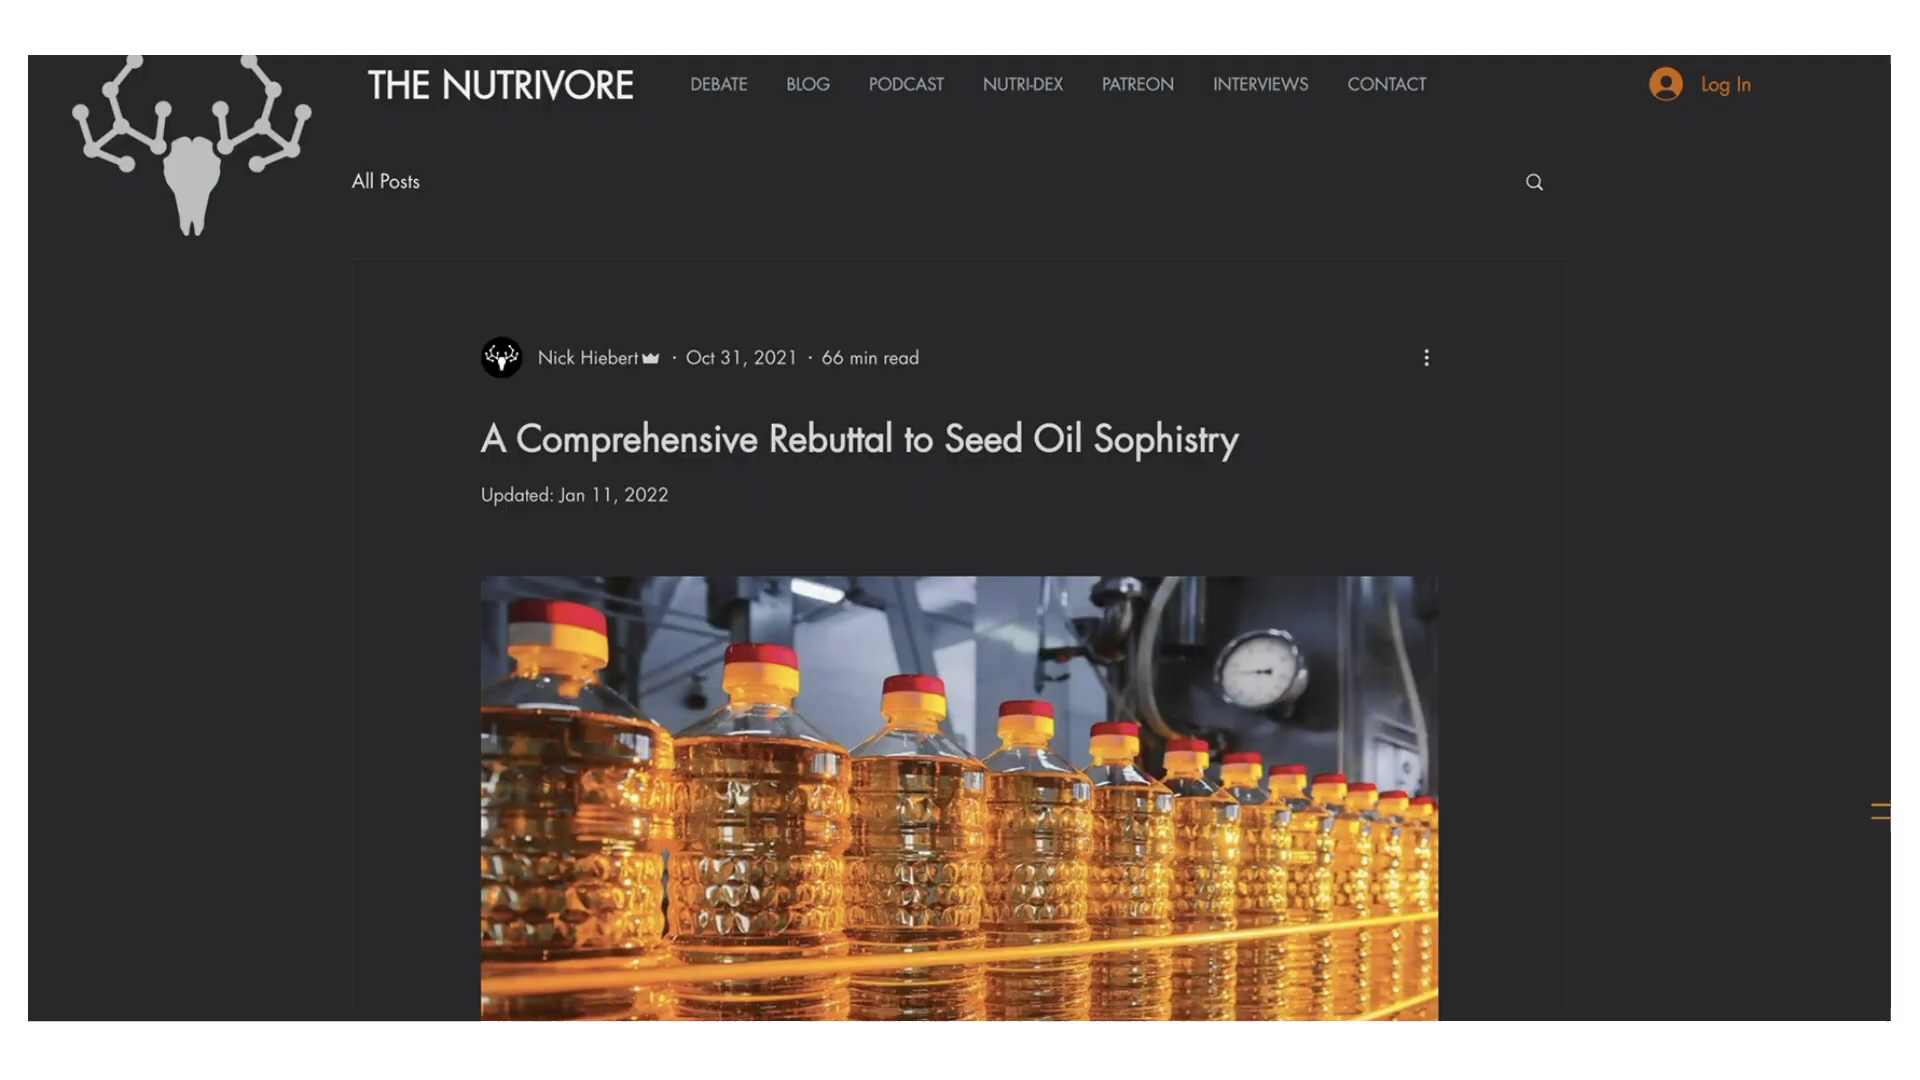 THE NUTRIVORE
DEBATE BLOG PODCAST NUTRI-DEX PATREON INTERVIEWS CONTACT
Log In
All Posts
Nick Hiebert · Oct 31, 2021 · 66 min read
A Comprehensive Rebuttal to Seed Oil Sophistry
Updated: Jan 11, 2022